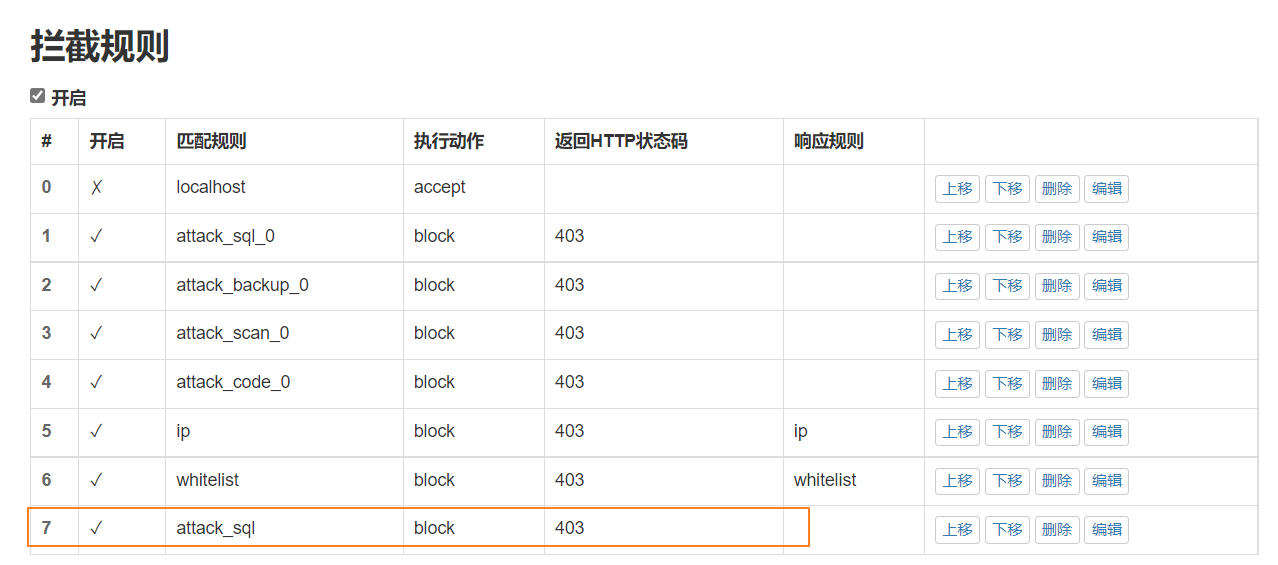 拦截规则
开启
# 开启 匹配规则 执行动作 返回HTTP状态码 响应规则
0 ✗ localhost accept 上移 下移 删除 编辑
1 ✓ attack_sql_0 block 403 上移 下移 删除 编辑
2 ✓ attack_backup_0 block 403 上移 下移 删除 编辑
3 ✓ attack_scan_0 block 403 上移 下移 删除 编辑
4 ✓ attack_code_0 block 403 上移 下移 删除 编辑
5 ✓ ip block 403 ip 上移 下移 删除 编辑
6 ✓ whitelist block 403 whitelist 上移 下移 删除 编辑
7 ✓ attack_sql block 403 上移 下移 删除 编辑